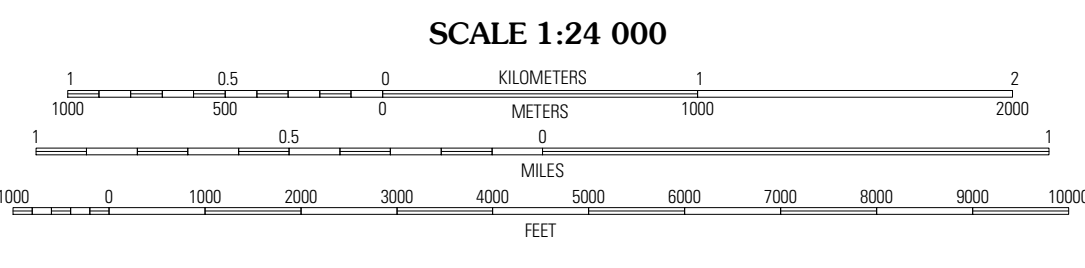 SCALE 1:24 000
1 0.5 0 KILOMETERS 1 2
1000 500 0 METERS 1000 2000
1 0.5 0 1
MILES
1000 0 1000 2000 3000 4000 5000 6000 7000 8000 9000 10000
FEET